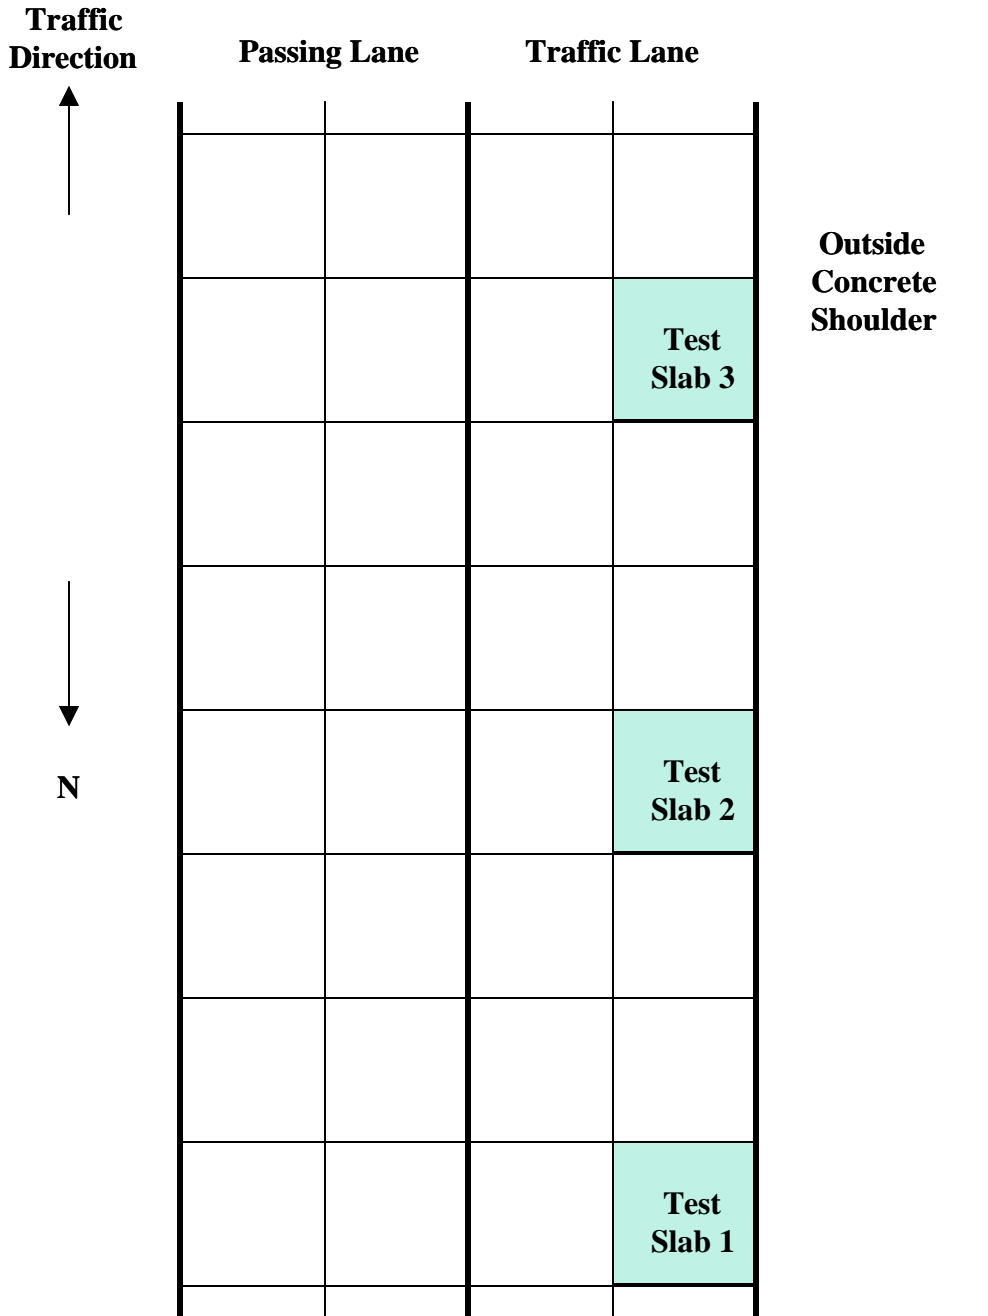 Traffic
Direction
Passing Lane
Traffic Lane
Outside
Concrete
Shoulder
Test
Slab 3
Test
Slab 2
N
Test
Slab 1